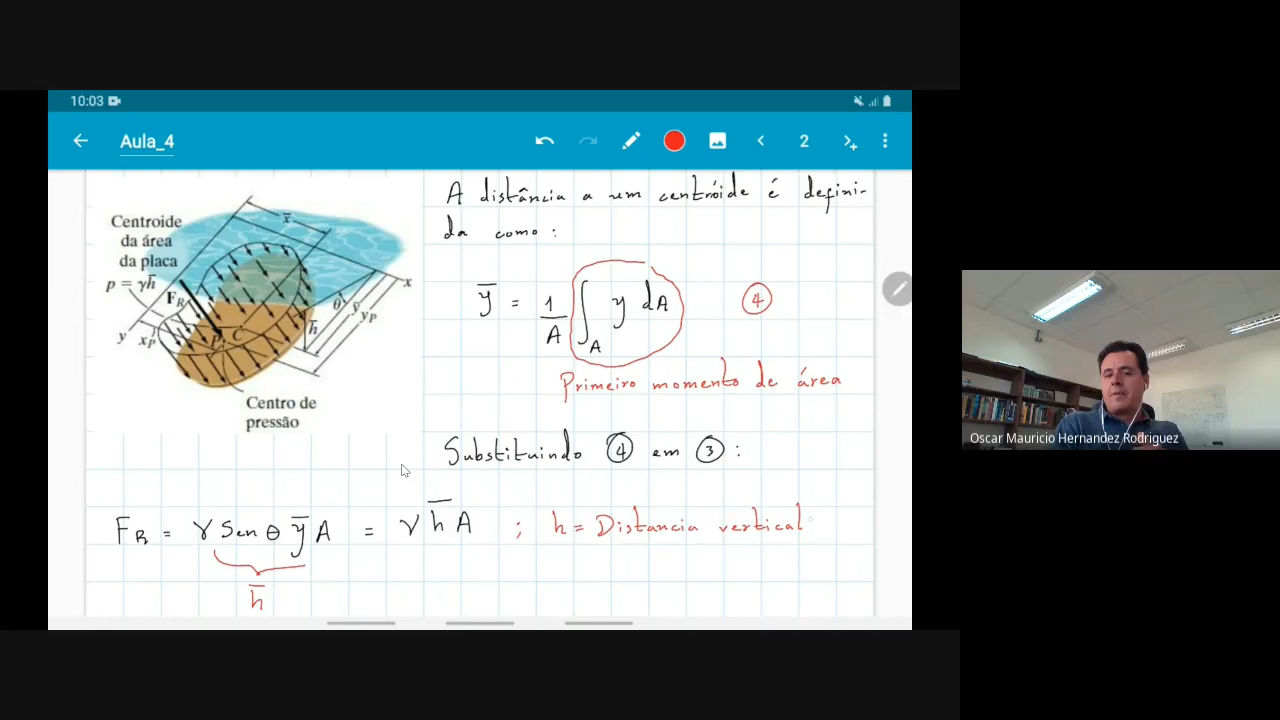 10:03
Aula_4
2
A distância a um centróide é defini-
da como:
Centroide
da área
da placa
p = γh̄
F_R
x̄
x
θ
ȳ
y_P
h̄
y
x_P
P
C
Centro de
pressão
ȳ = 1/A ∫_A y dA ④
Primeiro momento de área
Substituindo ④ em ③:
F_R = γ Sen θ ȳ A = γ h̄ A ; h = Distancia vertical
h̄
Oscar Mauricio Hernandez Rodriguez